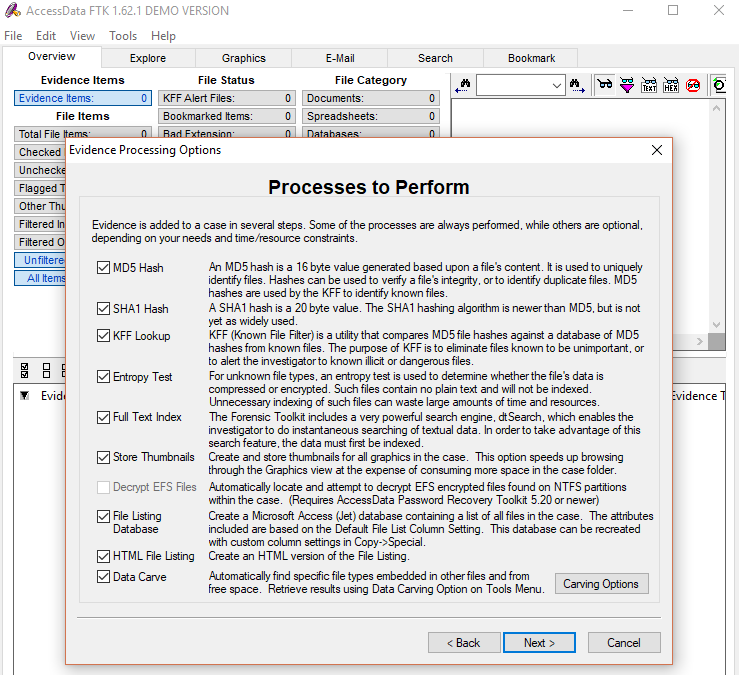 AccessData FTK 1.62.1 DEMO VERSION
File Edit View Tools Help
Overview Explore Graphics E-Mail Search Bookmark
Evidence Items File Status File Category
Evidence Items: 0 KFF Alert Files: 0 Documents: 0
File Items Bookmarked Items: 0 Spreadsheets: 0
Total File Items: 0 Bad Extension: 0 Databases: 0
Checked
Unchecke
Flagged T
Other Thu
Filtered In
Filtered O
Unfiltere
All Items
TEXT HEX
Evidence Processing Options
Processes to Perform
Evidence is added to a case in several steps. Some of the processes are always performed, while others are optional,
depending on your needs and time/resource constraints.
MD5 Hash An MD5 hash is a 16 byte value generated based upon a file's content. It is used to uniquely
identify files. Hashes can be used to verify a file's integrity, or to identify duplicate files. MD5
hashes are used by the KFF to identify known files.
SHA1 Hash A SHA1 hash is a 20 byte value. The SHA1 hashing algorithm is newer than MD5, but is not
yet as widely used.
KFF Lookup KFF (Known File Filter) is a utility that compares MD5 file hashes against a database of MD5
hashes from known files. The purpose of KFF is to eliminate files known to be unimportant, or
to alert the investigator to known illicit or dangerous files.
Entropy Test For unknown file types, an entropy test is used to determine whether the file's data is
compressed or encrypted. Such files contain no plain text and will not be indexed.
Unnecessary indexing of such files can waste large amounts of time and resources.
Full Text Index The Forensic Toolkit includes a very powerful search engine, dtSearch, which enables the
investigator to do instantaneous searching of textual data. In order to take advantage of this
search feature, the data must first be indexed.
Store Thumbnails Create and store thumbnails for all graphics in the case. This option speeds up browsing
through the Graphics view at the expense of consuming more space in the case folder.
Decrypt EFS Files Automatically locate and attempt to decrypt EFS encrypted files found on NTFS partitions
within the case. (Requires AccessData Password Recovery Toolkit 5.20 or newer)
File Listing Create a Microsoft Access (Jet) database containing a list of all files in the case. The attributes
Database included are based on the Default File List Column Setting. This database can be recreated
with custom column settings in Copy->Special.
HTML File Listing Create an HTML version of the File Listing.
Data Carve Automatically find specific file types embedded in other files and from
free space. Retrieve results using Data Carving Option on Tools Menu. Carving Options
< Back Next > Cancel
Evide
Evidence T